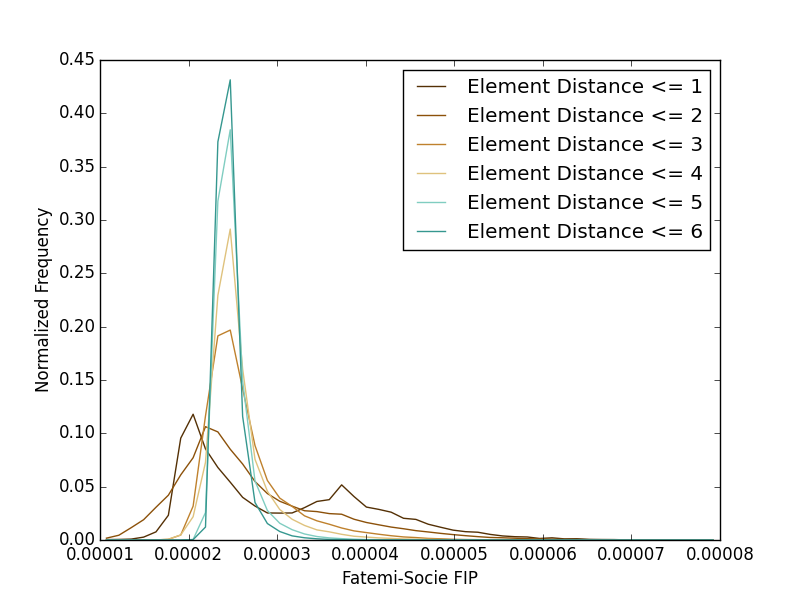 0.45
0.40
0.35
0.30
0.25
0.20
0.15
0.10
0.05
0.00
Normalized Frequency
Element Distance <= 1
Element Distance <= 2
Element Distance <= 3
Element Distance <= 4
Element Distance <= 5
Element Distance <= 6
0.00001 0.00002 0.00003 0.00004 0.00005 0.00006 0.00007 0.00008
Fatemi-Socie FIP